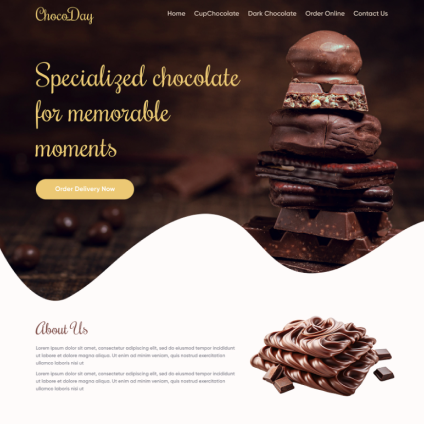 ChocoDay
Home CupChocolate Dark Chocolate Order Online Contact Us
Specialized chocolate
for memorable
moments
Order Delivery Now
About Us
Lorem ipsum dolor sit amet, consectetur adipiscing elit, sed do eiusmod tempor incididunt
ut labore et dolore magna aliqua. Ut enim ad minim veniam, quis nostrud exercitation
ullamco laboris nisi ut
Lorem ipsum dolor sit amet, consectetur adipiscing elit, sed do eiusmod tempor incididunt
ut labore et dolore magna aliqua. Ut enim ad minim veniam, quis nostrud exercitation
ullamco laboris nisi ut